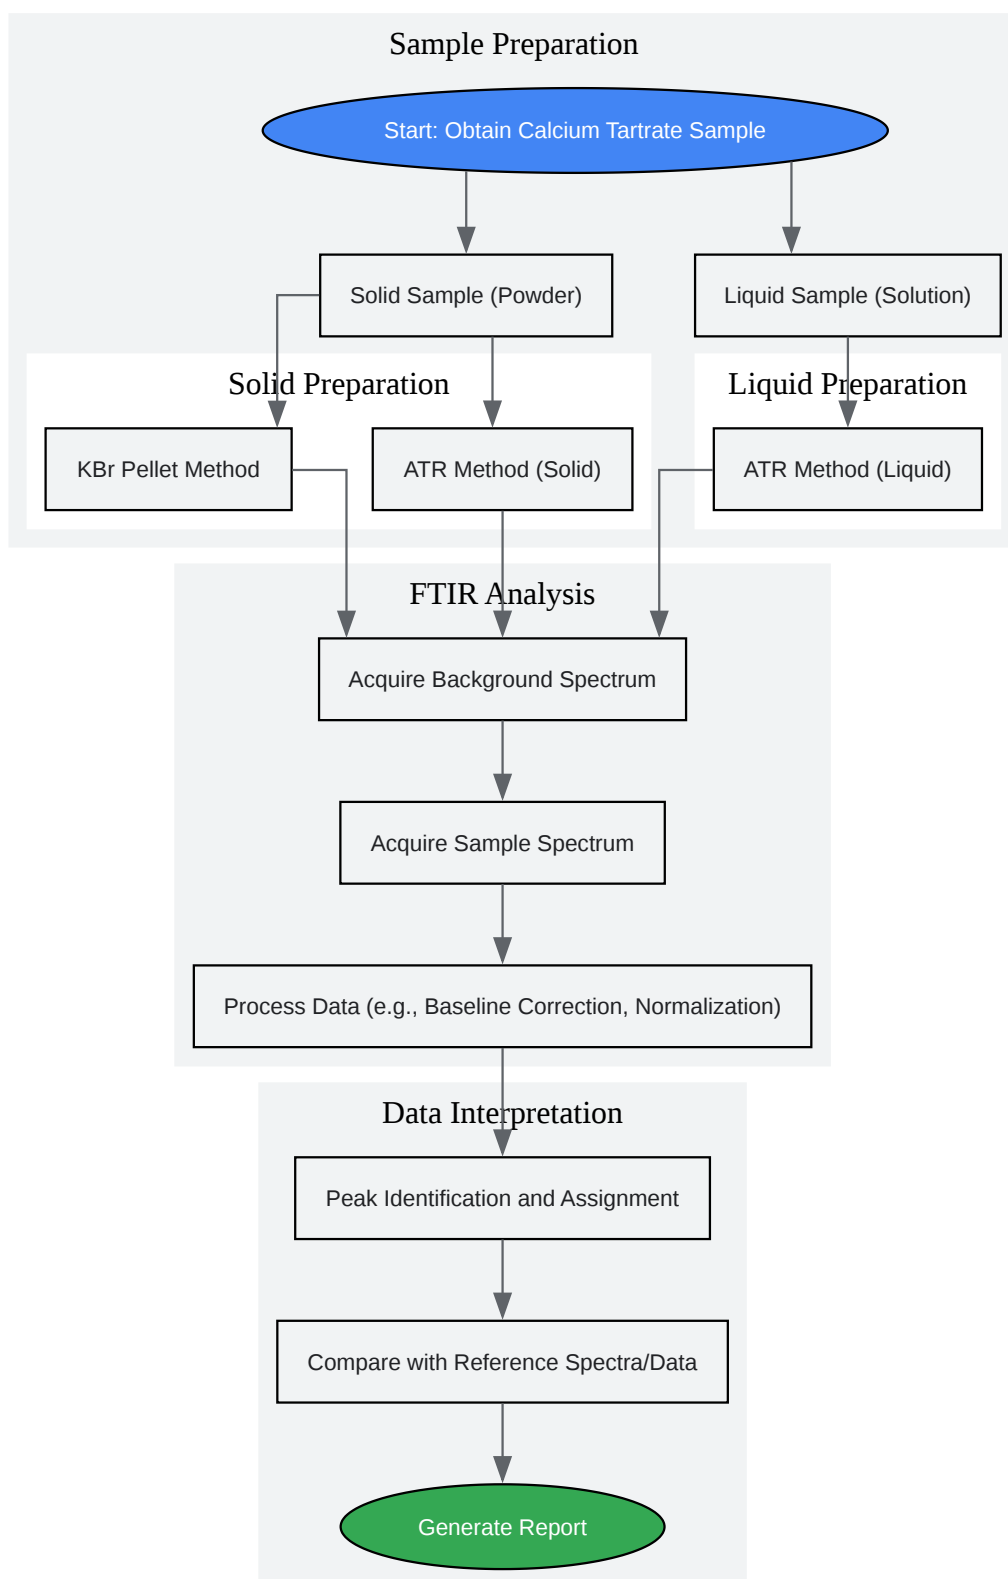 Sample Preparation
Start: Obtain Calcium Tartrate Sample
Solid Sample (Powder)
Liquid Sample (Solution)
Solid Preparation
Liquid Preparation
KBr Pellet Method
ATR Method (Solid)
ATR Method (Liquid)
FTIR Analysis
Acquire Background Spectrum
Acquire Sample Spectrum
Process Data (e.g., Baseline Correction, Normalization)
Data Interpretation
Peak Identification and Assignment
Compare with Reference Spectra/Data
Generate Report